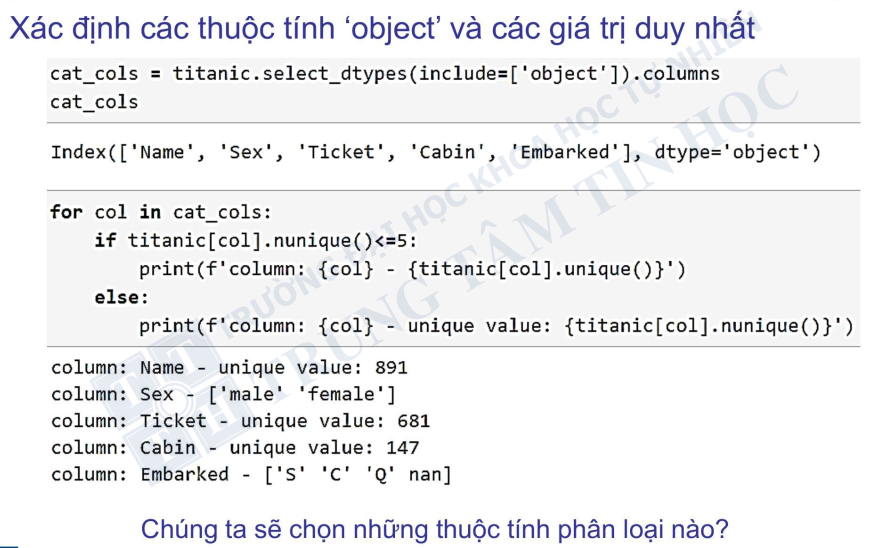 Xác định các thuộc tính ‘object’ và các giá trị duy nhất
cat_cols = titanic.select_dtypes(include=['object']).columns
cat_cols
Index(['Name', 'Sex', 'Ticket', 'Cabin', 'Embarked'], dtype='object')
for col in cat_cols:
    if titanic[col].nunique()<=5:
        print(f'column: {col} - {titanic[col].unique()}')
    else:
        print(f'column: {col} - unique value: {titanic[col].nunique()}')
column: Name - unique value: 891
column: Sex - ['male' 'female']
column: Ticket - unique value: 681
column: Cabin - unique value: 147
column: Embarked - ['S' 'C' 'Q' nan]
Chúng ta sẽ chọn những thuộc tính phân loại nào?
TRƯỜNG ĐẠI HỌC KHOA HỌC TỰ NHIÊN
TRUNG TÂM TIN HỌC